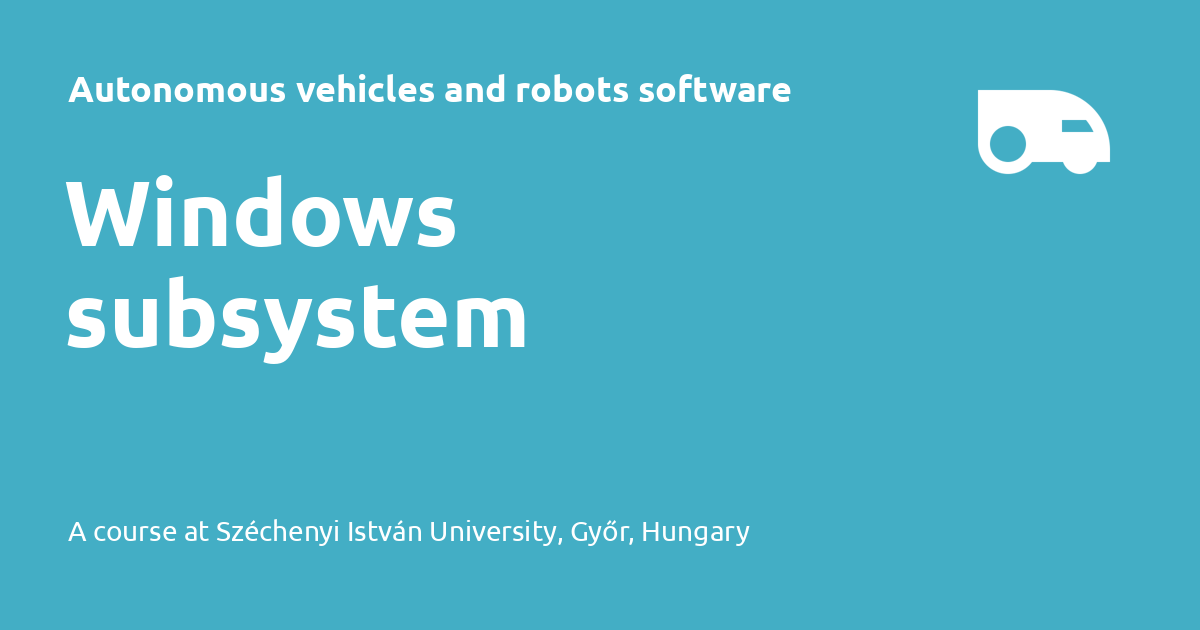 Autonomous vehicles and robots software
Windows
subsystem
A course at Széchenyi István University, Győr, Hungary